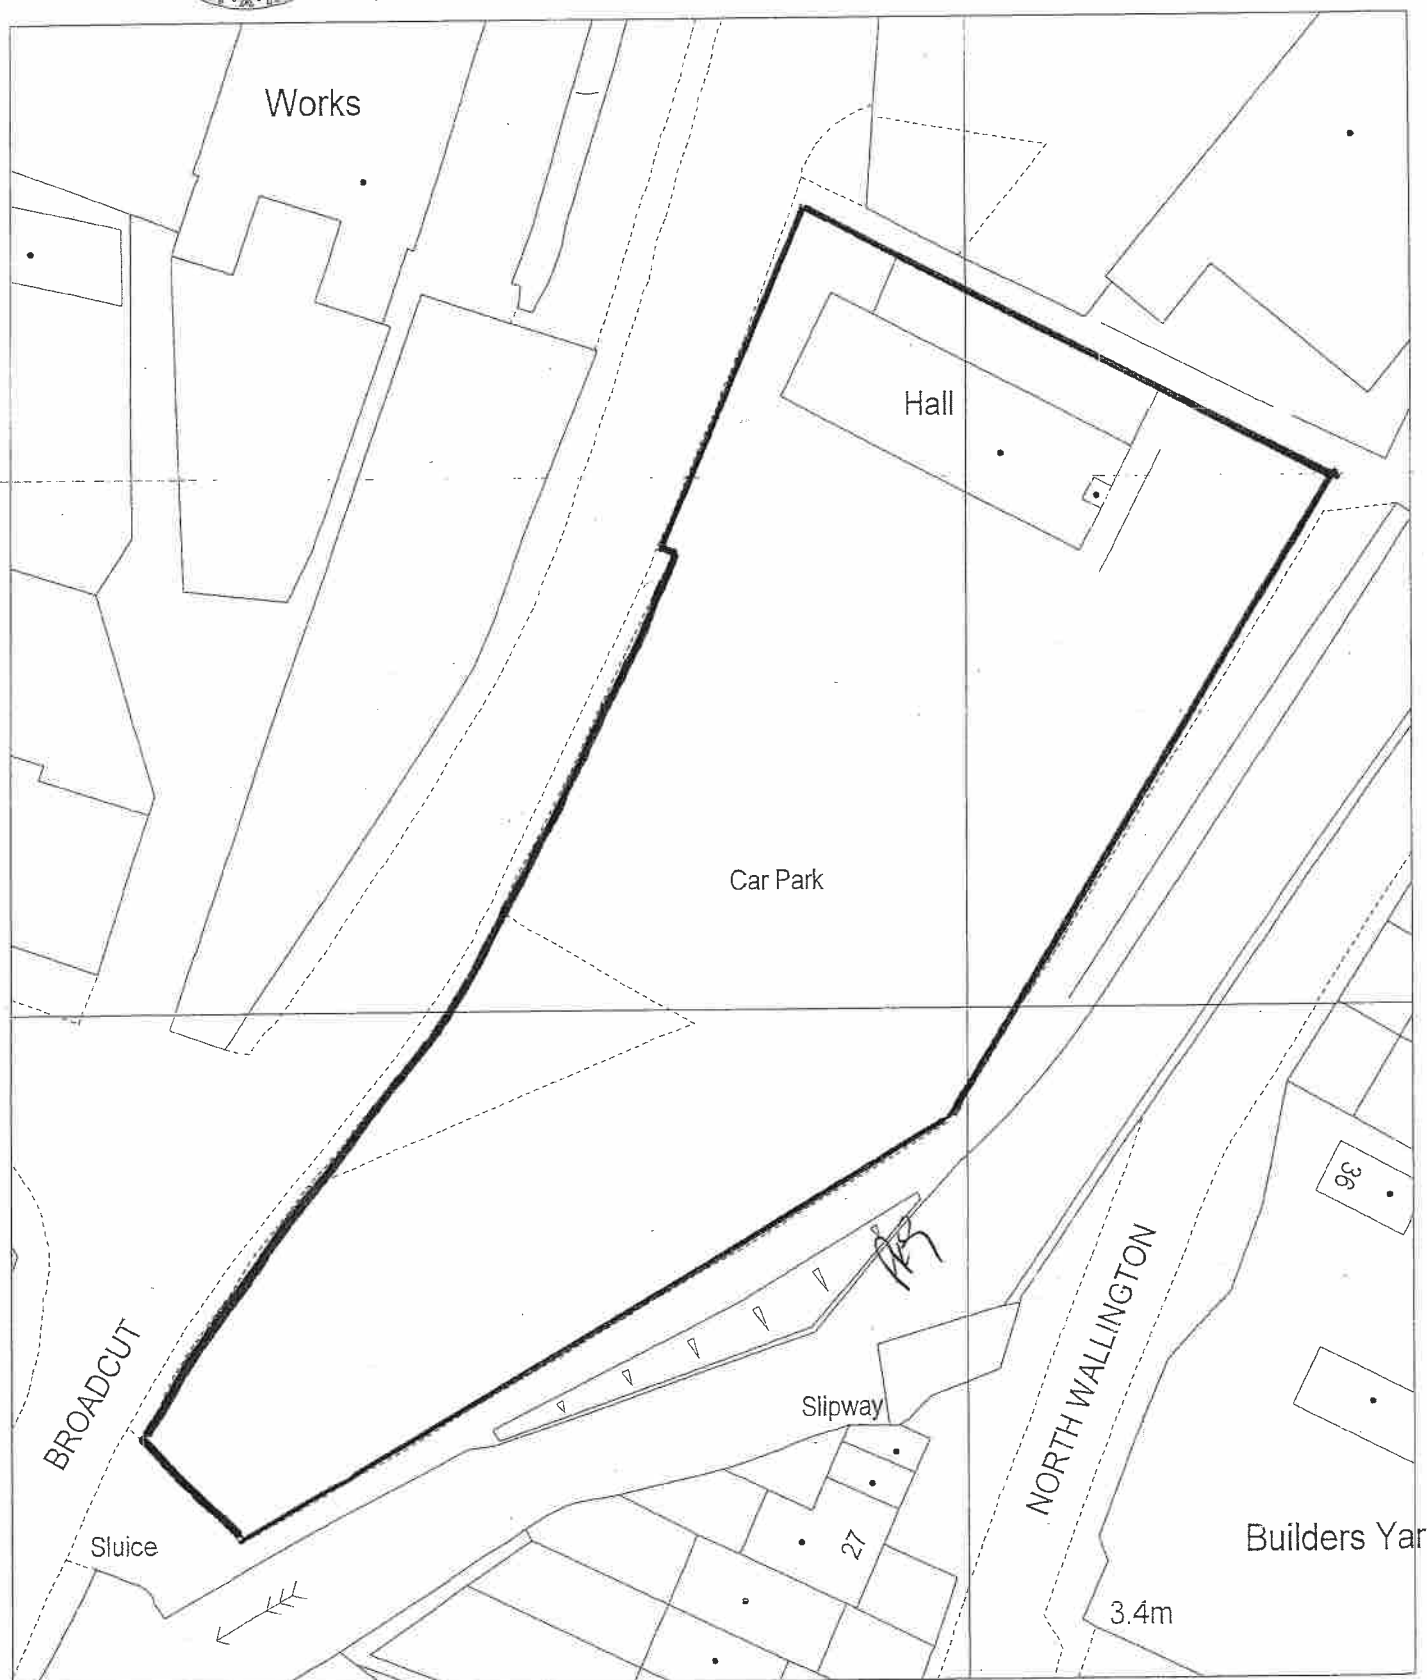 Works
Hall
Car Park
36
BROADCUT
NORTH WALLINGTON
Slipway
27
Sluice
Builders Yar
3.4m